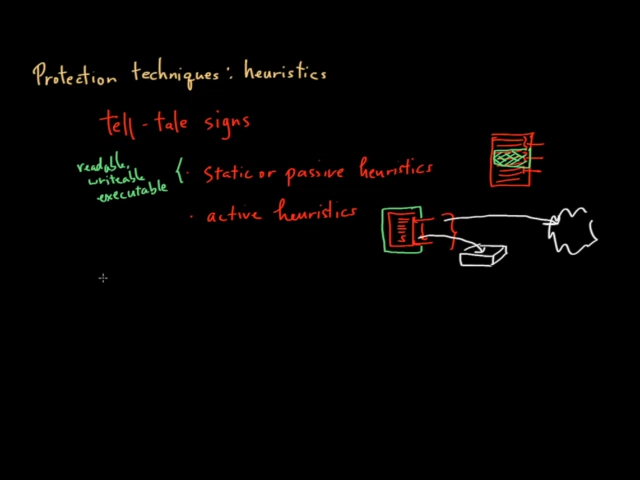 Protection techniques: heuristics
tell-tale signs
readable,
writeable
executable
· Static or passive heuristics
· active heuristics